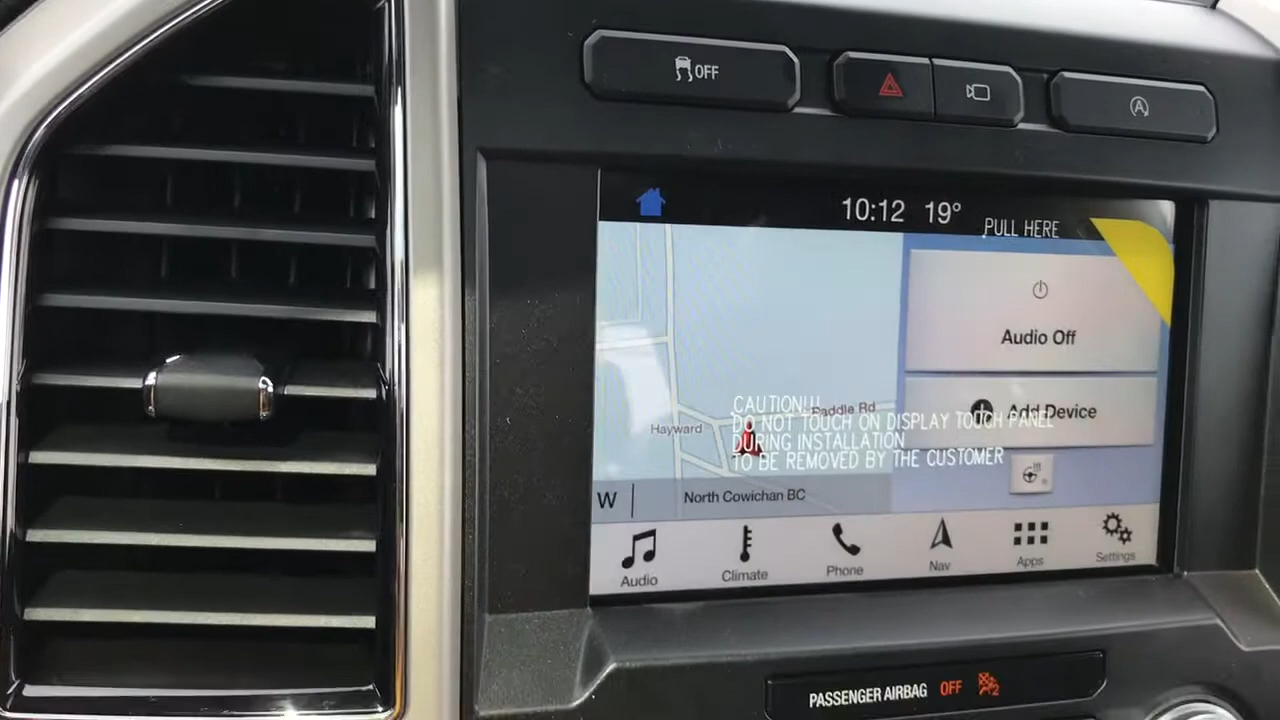 OFF
10:12 19°
PULL HERE
Audio Off
CAUTION!!!
Paddle Rd
Add Device
DO NOT TOUCH ON DISPLAY TOUCH PANEL
Hayward
DURING INSTALLATION
TO BE REMOVED BY THE CUSTOMER
W
North Cowichan BC
Audio
Climate
Phone
Nav
Apps
Settings
PASSENGER AIRBAG OFF